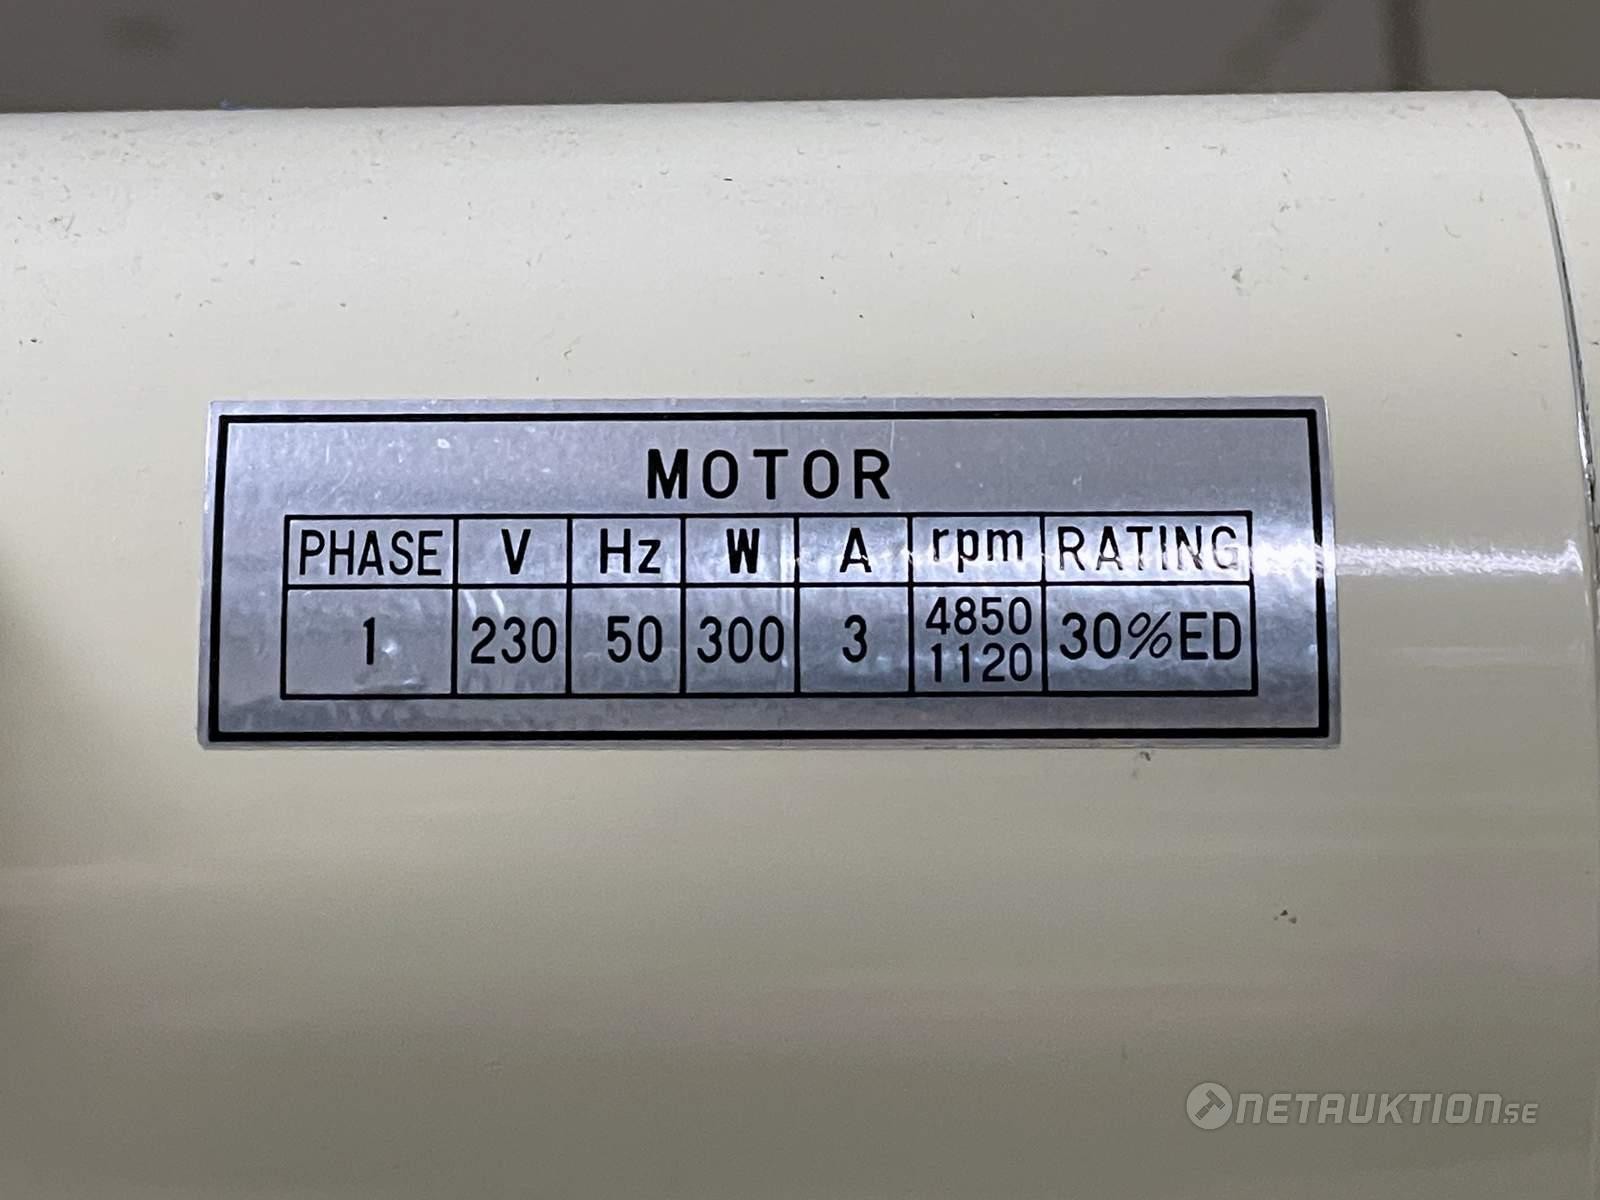 MOTOR
PHASE V Hz W A rpm RATING
1 230 50 300 3 4850 1120 30%ED
NETAUKTION.SE